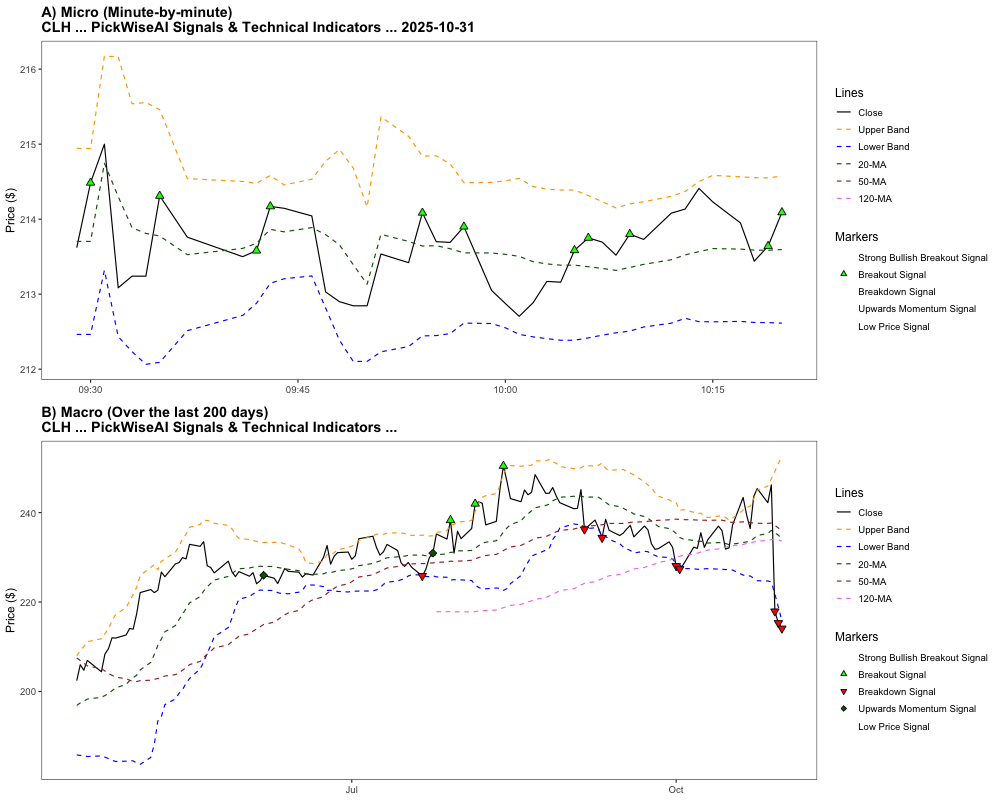 A) Micro (Minute-by-minute)
CLH ... PickWiseAI Signals & Technical Indicators ... 2025-10-31
Price ($)
216
215
214
213
212
09:30
09:45
10:00
10:15
Lines
Close
Upper Band
Lower Band
20-MA
50-MA
120-MA
Markers
Strong Bullish Breakout Signal
Breakout Signal
Breakdown Signal
Upwards Momentum Signal
Low Price Signal
B) Macro (Over the last 200 days)
CLH ... PickWiseAI Signals & Technical Indicators ...
Price ($)
240
220
200
Jul
Oct
Lines
Close
Upper Band
Lower Band
20-MA
50-MA
120-MA
Markers
Strong Bullish Breakout Signal
Breakout Signal
Breakdown Signal
Upwards Momentum Signal
Low Price Signal